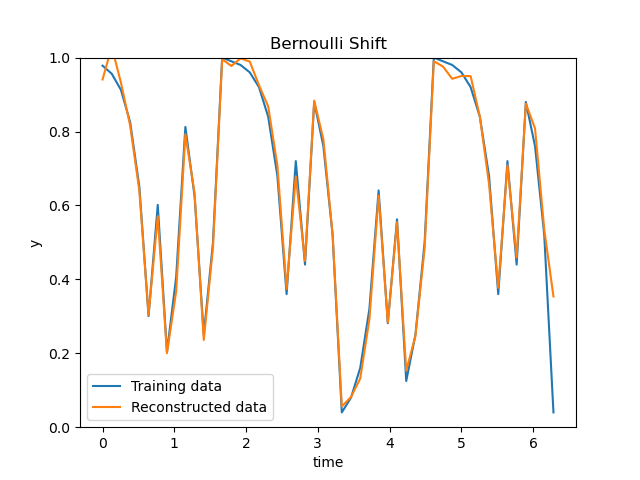 Bernoulli Shift
1.0
0.8
0.6
0.4
0.2
0.0
y
Training data
Reconstructed data
0 1 2 3 4 5 6
time